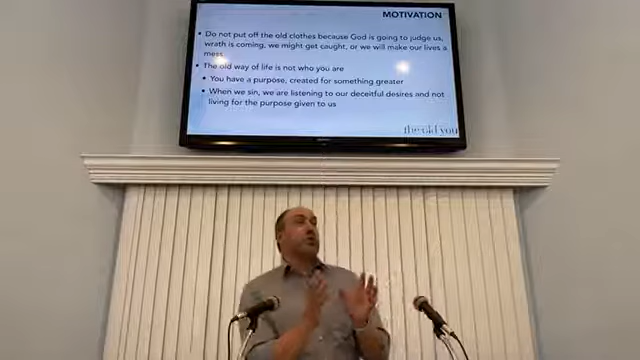 MOTIVATION
• Do not put off the old clothes because God is going to judge us,
wrath is coming, we might get caught, or we will make our lives a
mess
• The old way of life is not who you are
• You have a purpose, created for something greater
• When we sin, we are listening to our deceitful desires and not
living for the purpose given to us
the old you